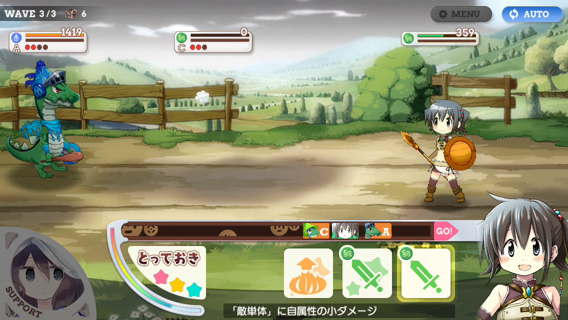 WAVE 3/3 6
MENU
AUTO
1419
A
0
C
359
C A GO!
とっておき
SUPPORT
「敵単体」に自属性の小ダメージ